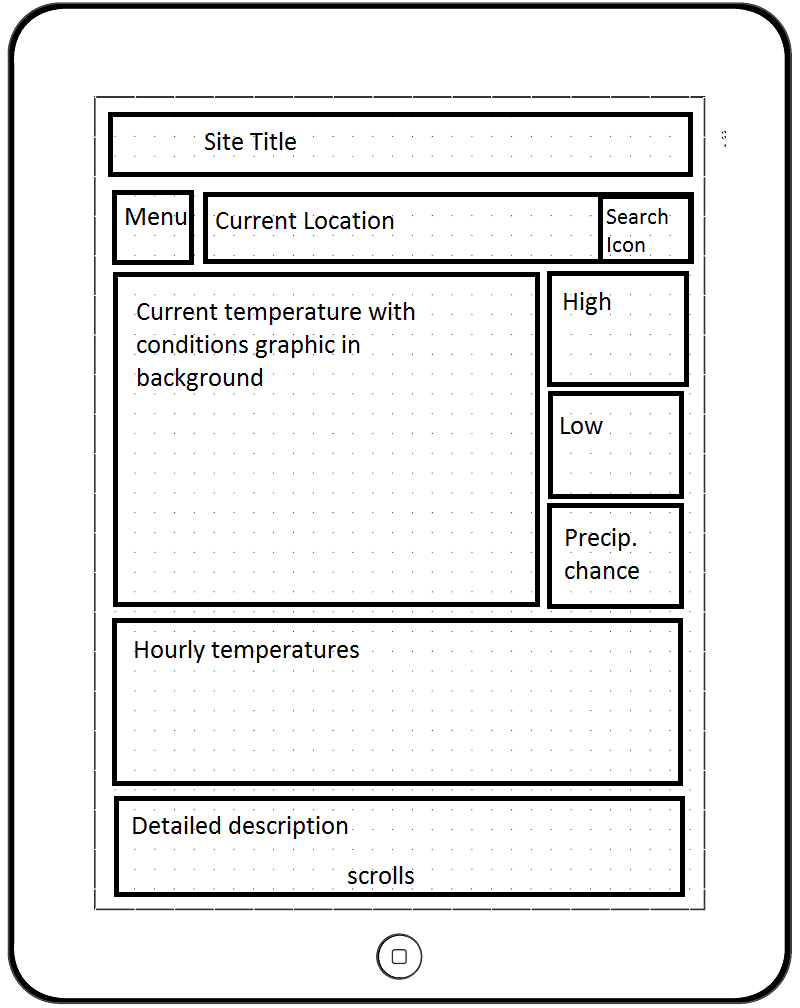 Site Title
Menu
Current Location
Search
Icon
Current temperature with
conditions graphic in
background
High
Low
Precip.
chance
Hourly temperatures
Detailed description
scrolls